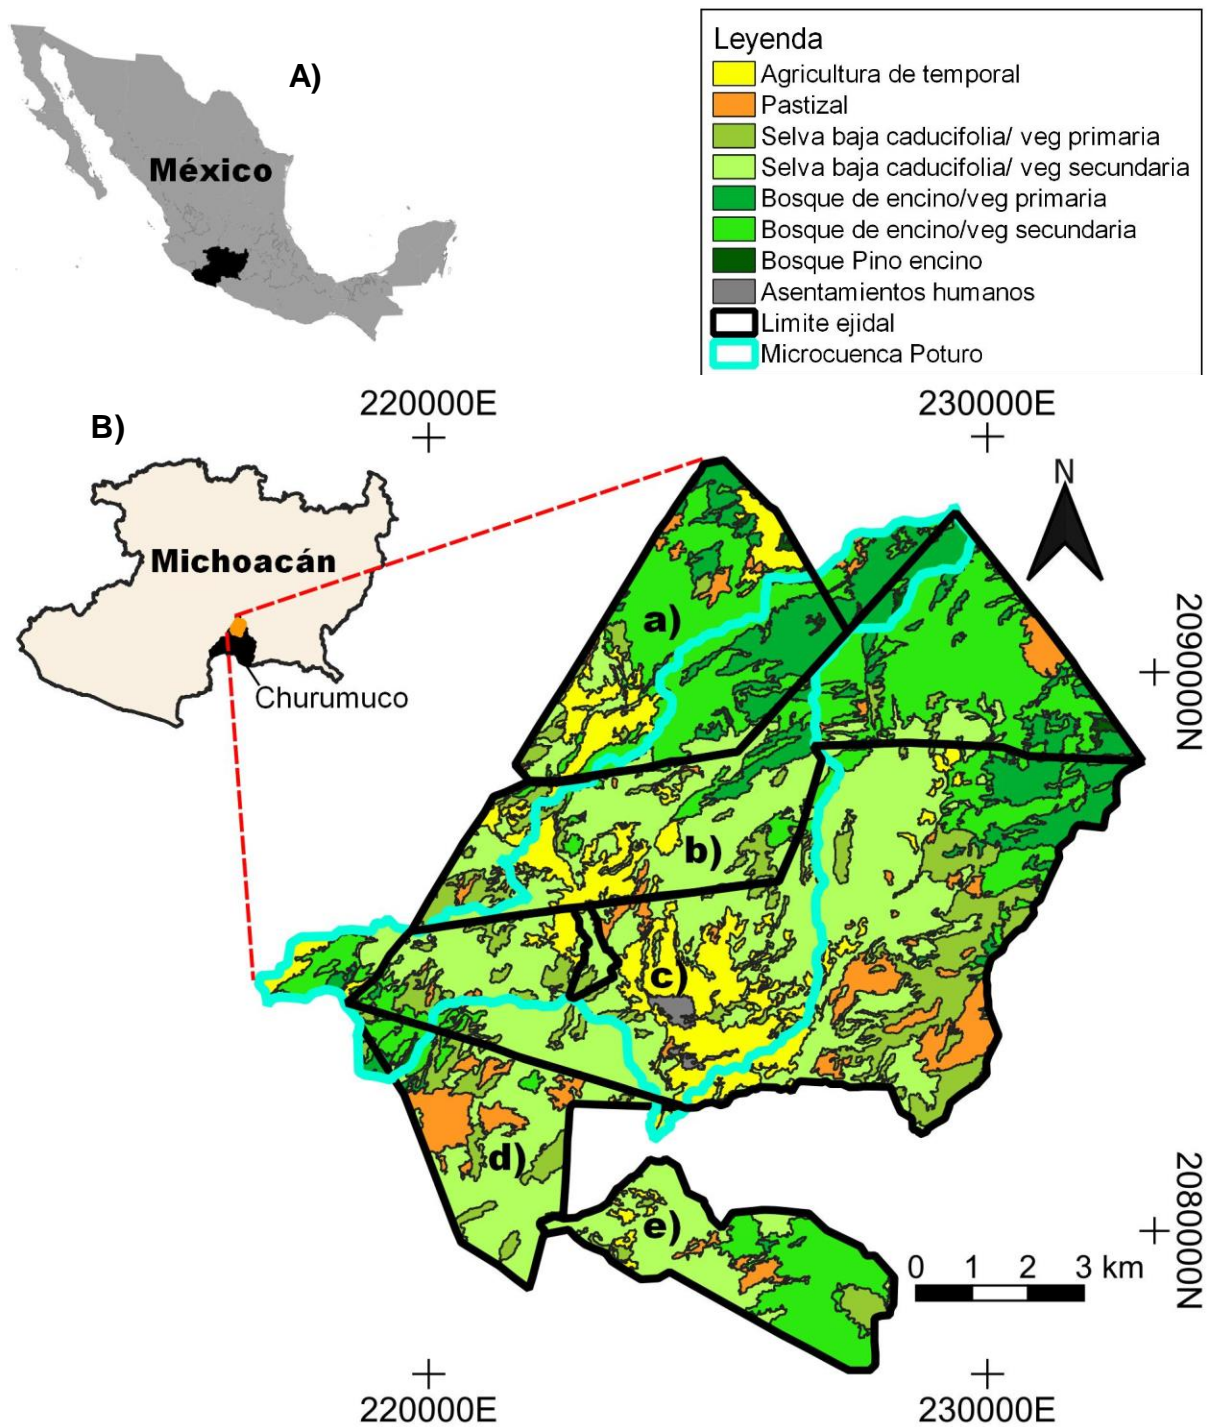 A)
México
Leyenda
Agricultura de temporal
Pastizal
Selva baja caducifolia/ veg primaria
Selva baja caducifolia/ veg secundaria
Bosque de encino/veg primaria
Bosque de encino/veg secundaria
Bosque Pino encino
Asentamientos humanos
Limite ejidal
Microcuenca Poturo
220000E
230000E
B)
Michoacán
Churumuco
N
2090000N
a)
b)
c)
d)
e)
2080000N
0 1 2 3 km
220000E
230000E